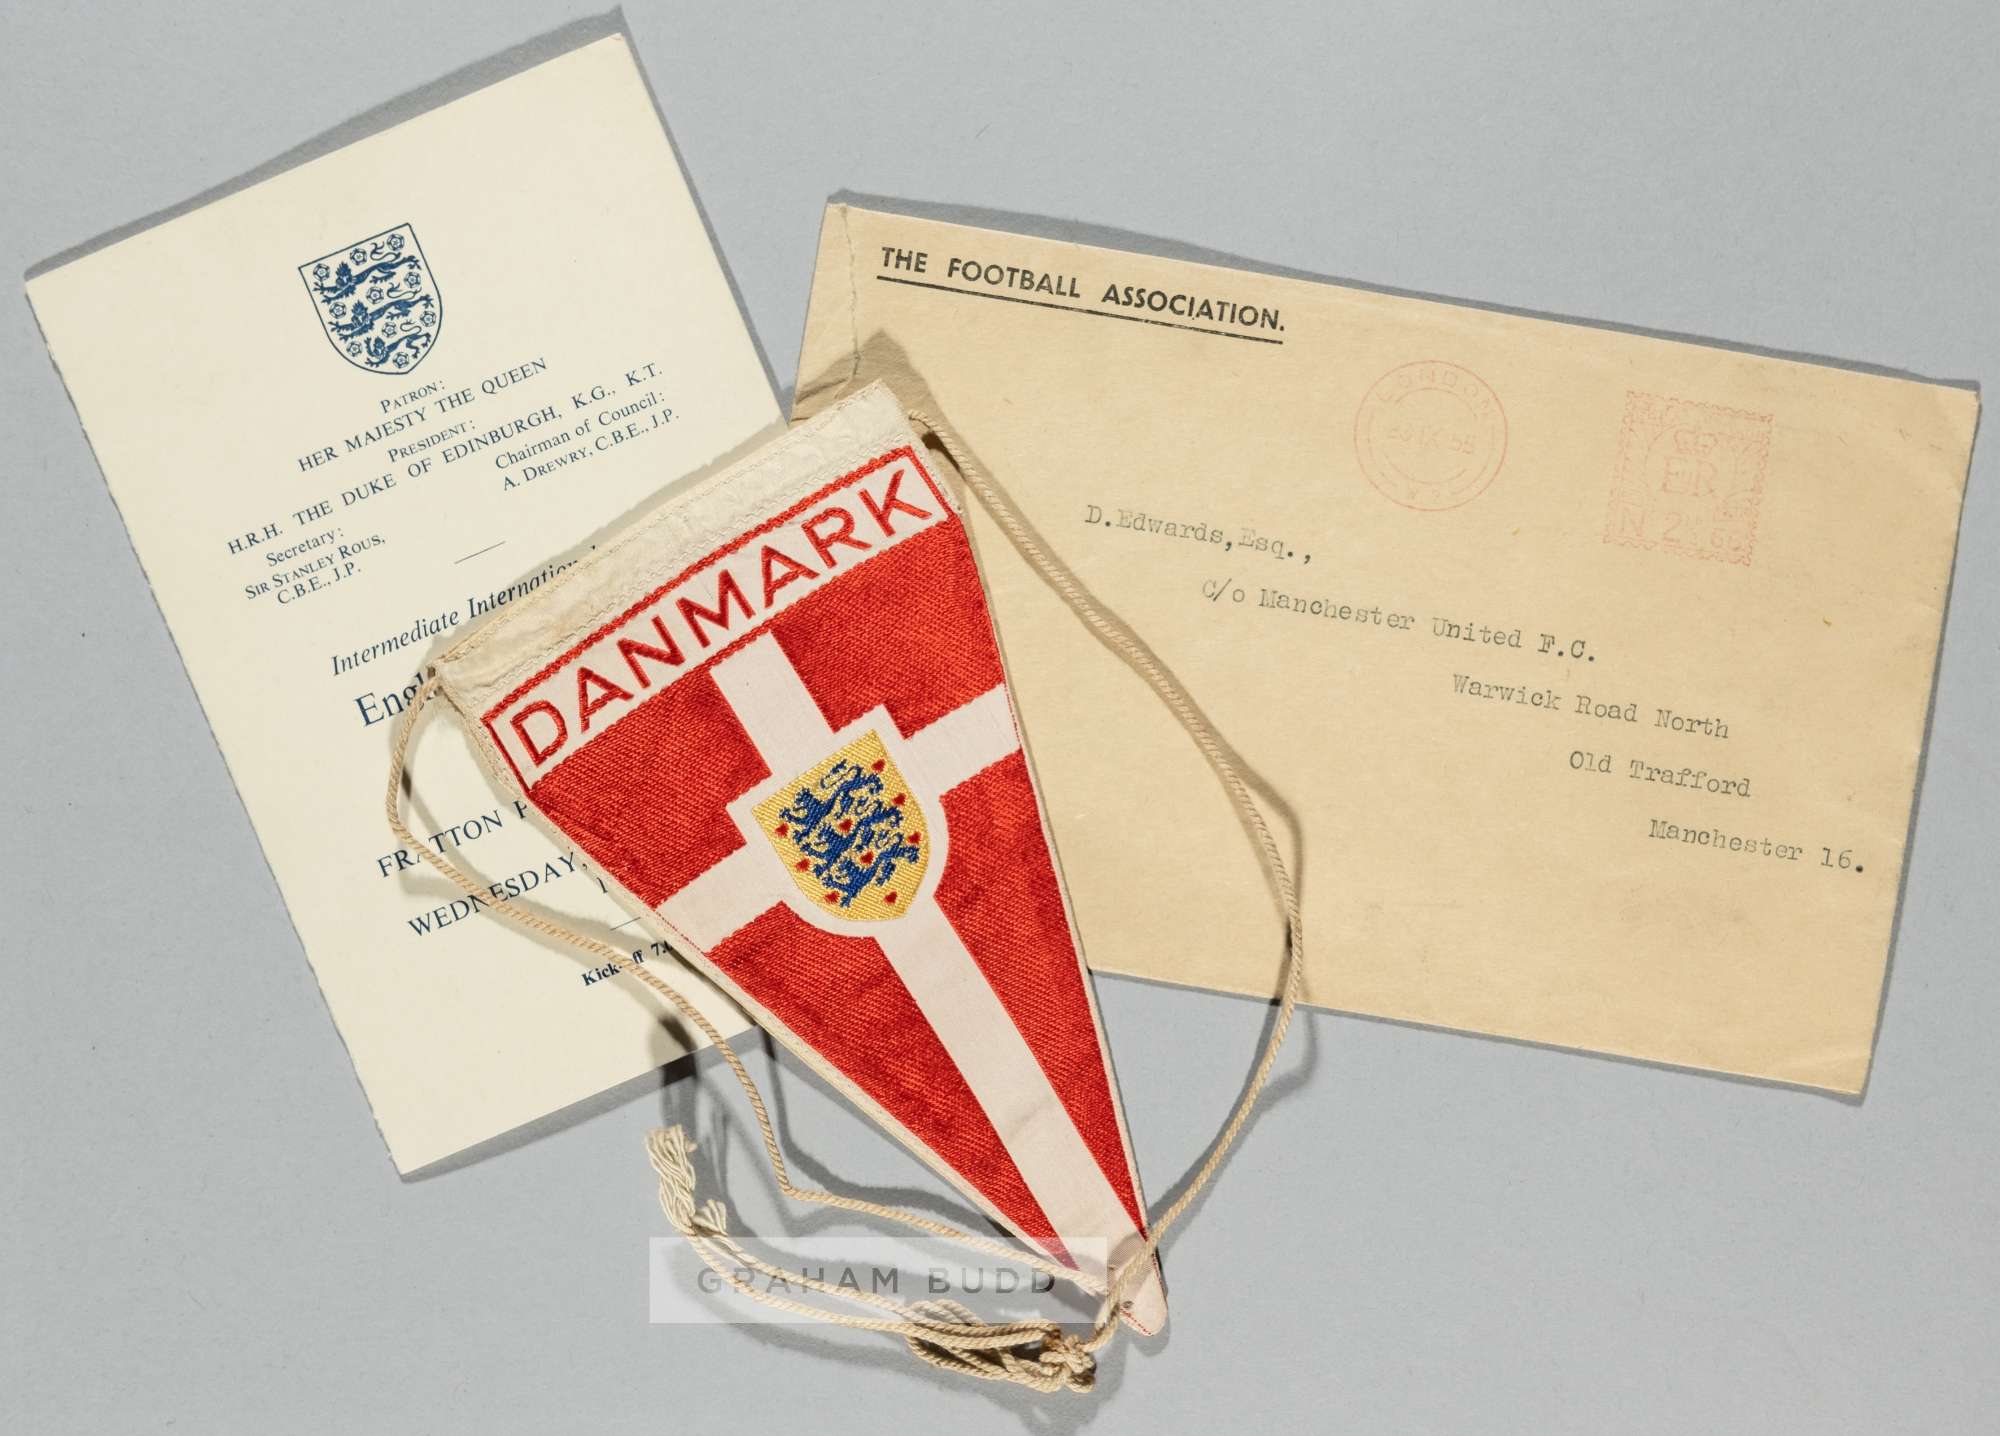 PATRON:
HER MAJESTY THE QUEEN
PRESIDENT:
H.R.H. THE DUKE OF EDINBURGH, K.G., K.T.
Secretary:
SIR STANLEY ROUS,
C.B.E., J.P.
Chairman of Council:
A. DREWRY, C.B.E., J.P.
Intermediate
FRATTON
WEDNESDAY,
Kick-off
DANMARK
THE FOOTBALL ASSOCIATION.
LONDON
ER
D.Edwards,Esq.,
C/o Manchester United F.C.
Warwick Road North
Old Trafford
Manchester 16.
GRAHAM BUDD